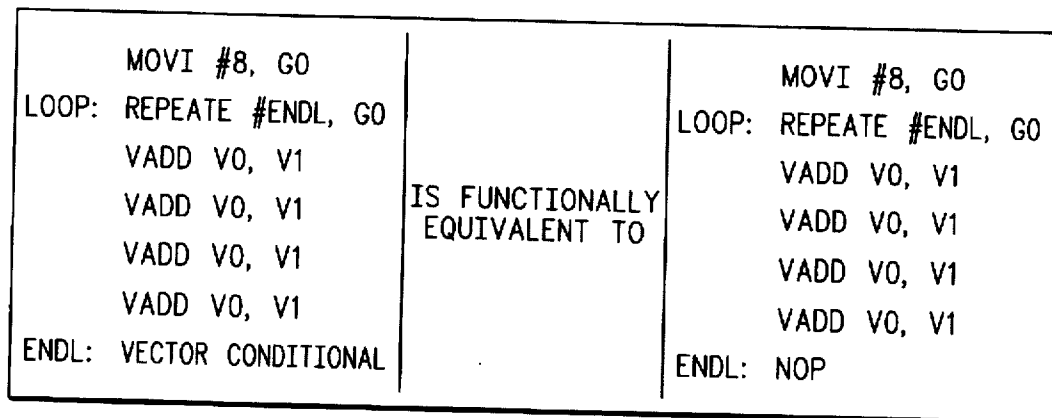 MOVI #8, G0
LOOP: REPEATE #ENDL, G0
VADD V0, V1
VADD V0, V1
VADD V0, V1
VADD V0, V1
ENDL: VECTOR CONDITIONAL
IS FUNCTIONALLY
EQUIVALENT TO
MOVI #8, G0
LOOP: REPEATE #ENDL, G0
VADD V0, V1
VADD V0, V1
VADD V0, V1
VADD V0, V1
ENDL: NOP